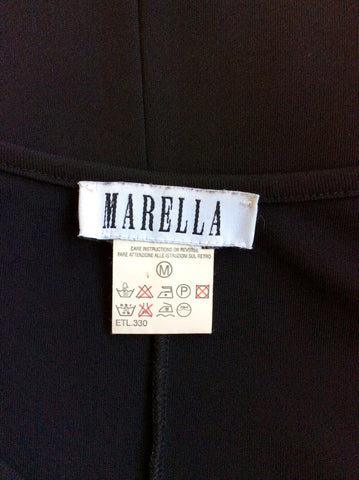 MARELLA
CARE INSTRUCTIONS ON REVERSE
FARE ATTENZIONE ALLE ISTRUZIONI SUL RETRO
M
P
ETL.330